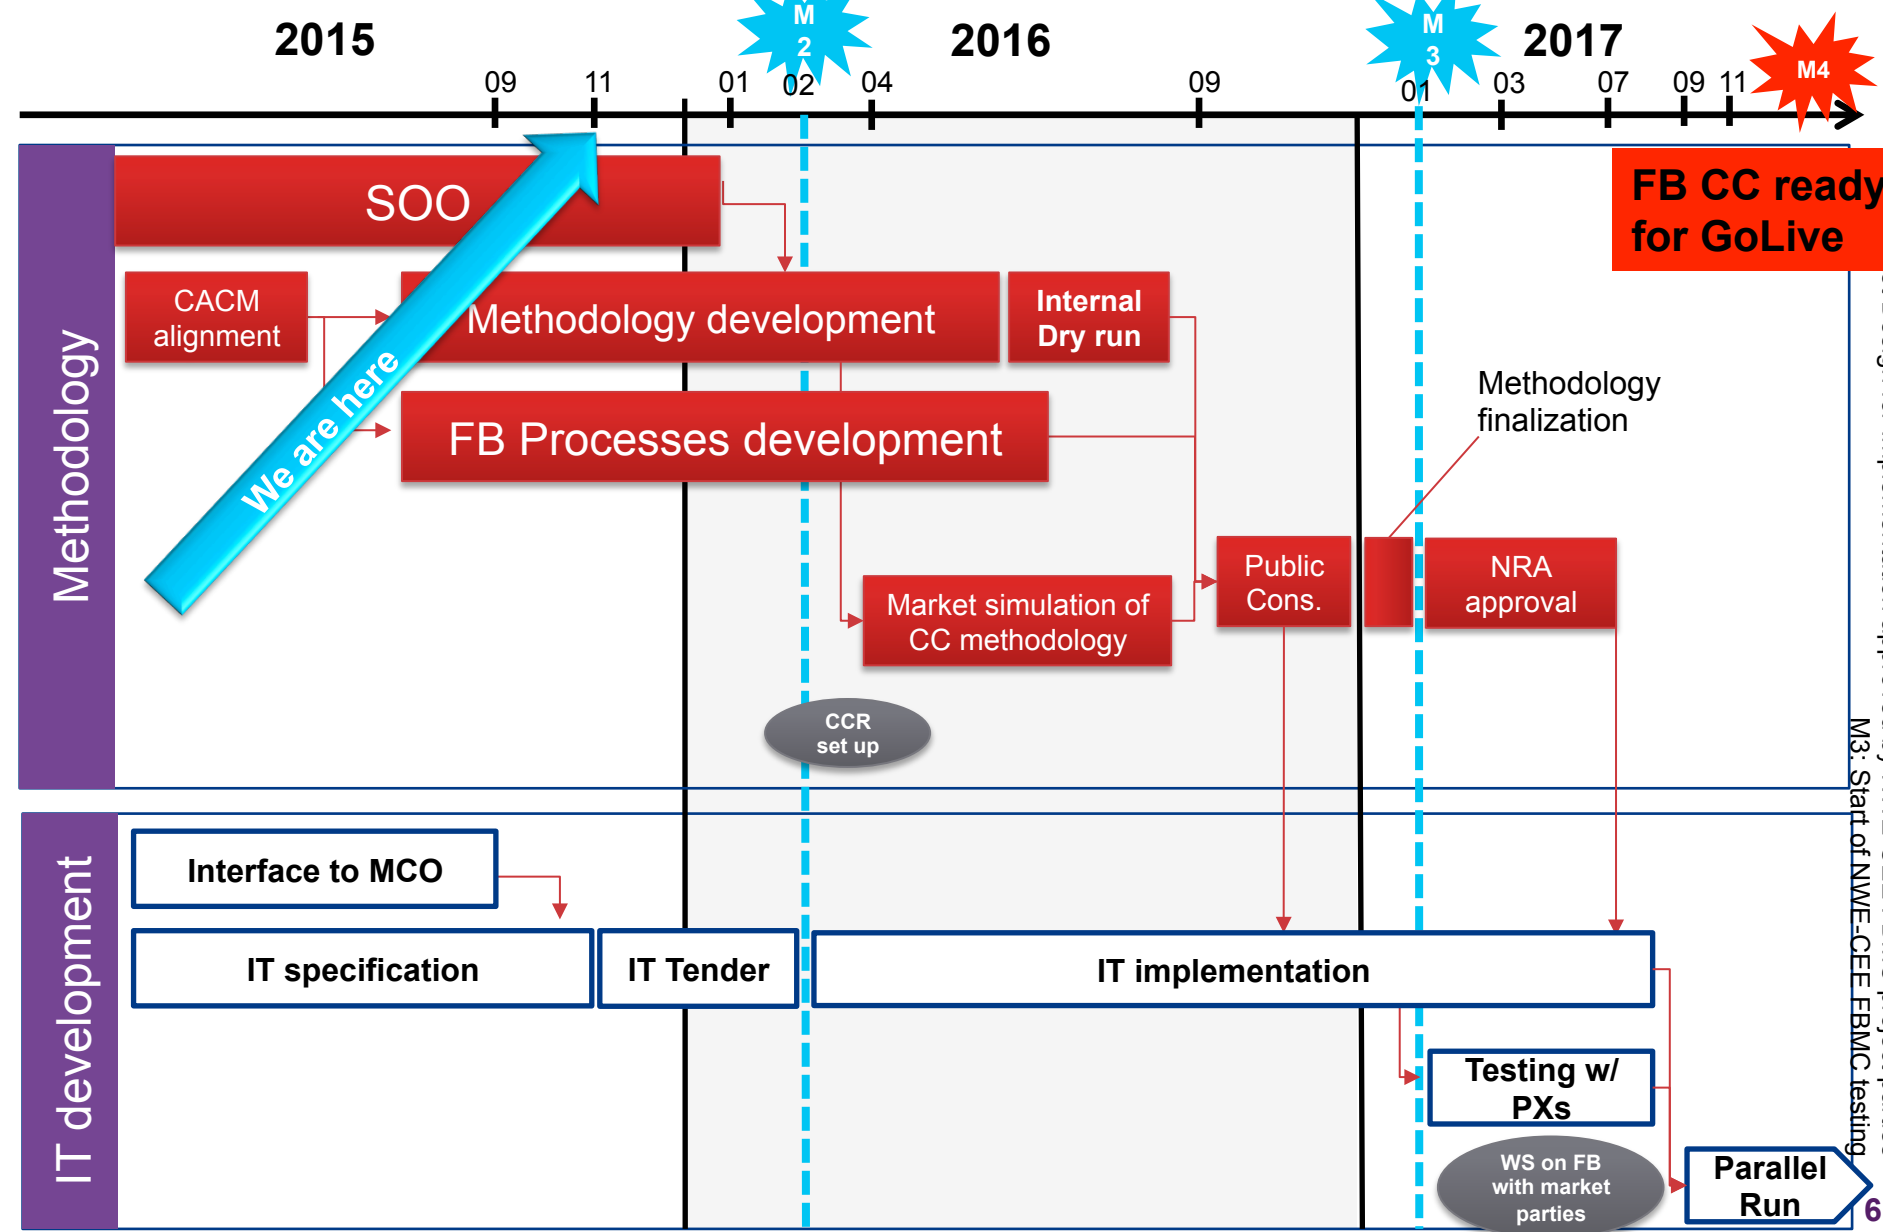 2015
M
2
2016
M
3
2017
M4
09
11
01
02
04
09
01
03
07
09
11
FB CC ready
for GoLive
Methodology
SOO
CACM
alignment
Methodology development
Internal
Dry run
We are here
FB Processes development
Methodology
finalization
Public
Cons.
NRA
approval
Market simulation of
CC methodology
CCR
set up
M3: Start of NWE-CEE FBMC testing
IT development
Interface to MCO
IT specification
IT Tender
IT implementation
Testing w/
PXs
WS on FB
with market
parties
Parallel
Run
6